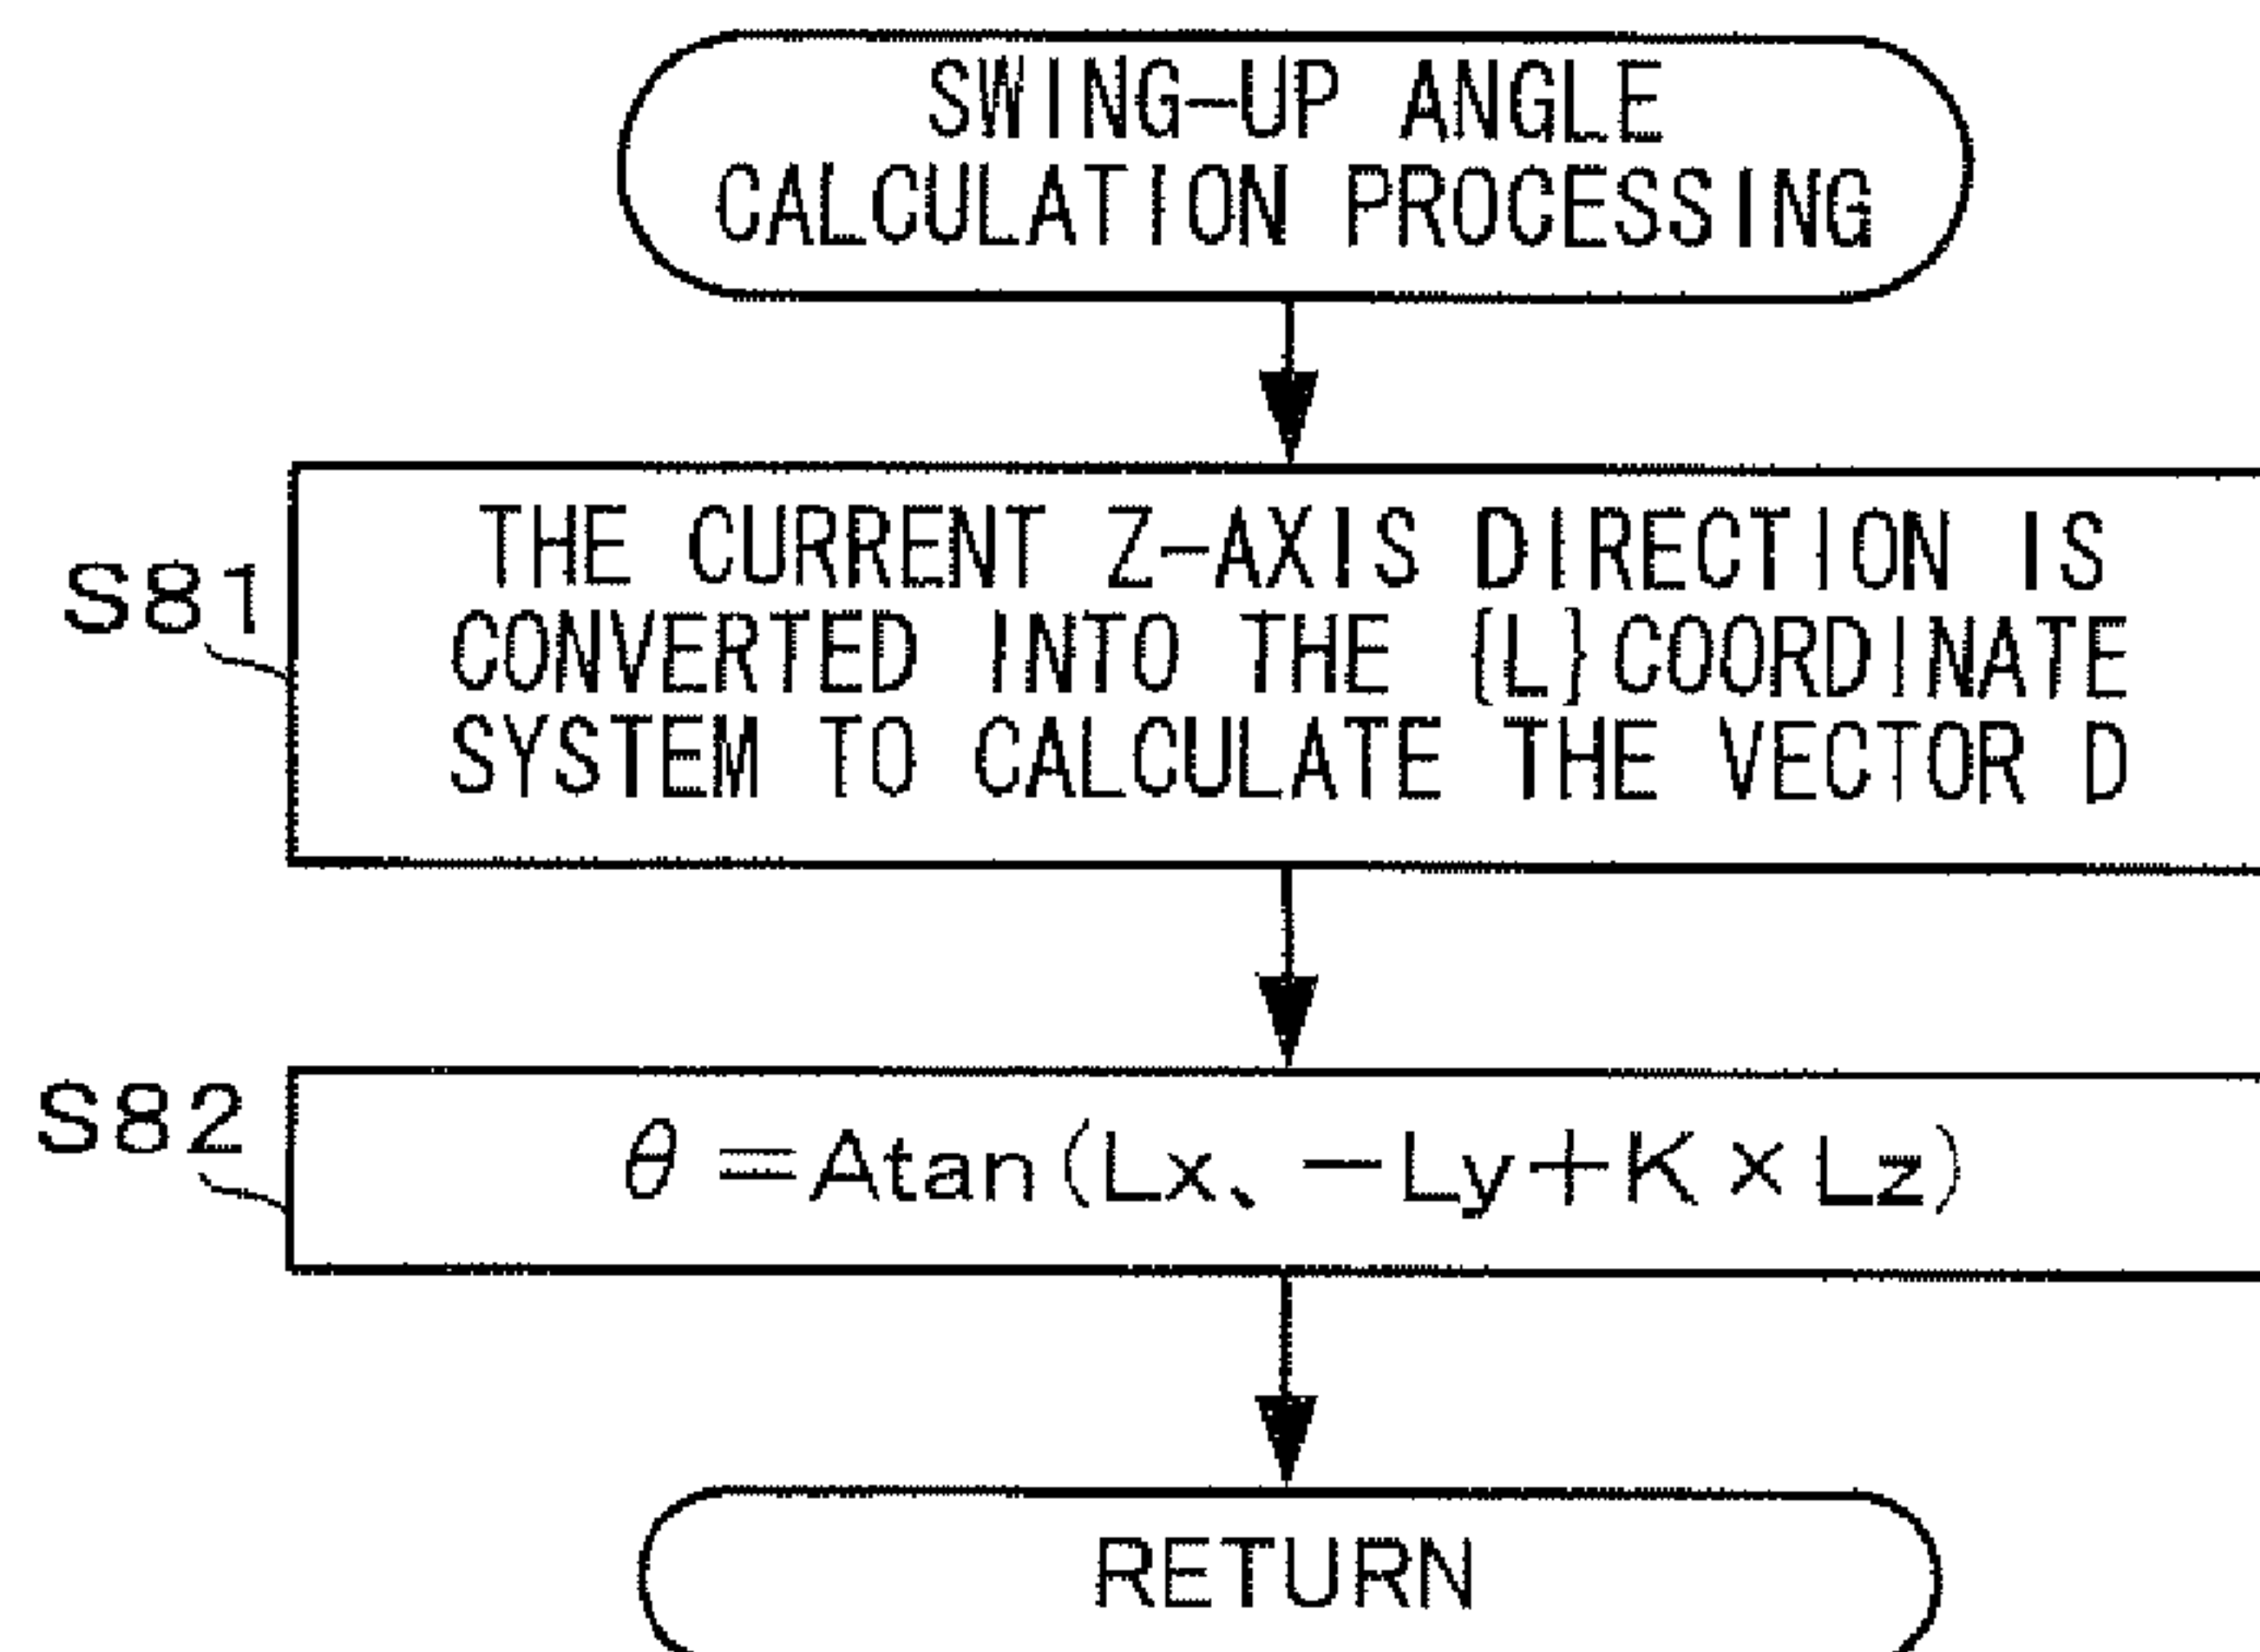 SWING-UP ANGLE
CALCULATION PROCESSING
S81
THE CURRENT Z-AXIS DIRECTION IS
CONVERTED INTO THE {L}COORDINATE
SYSTEM TO CALCULATE THE VECTOR D
S82
θ=Atan(Lx、-Ly+K×Lz)
RETURN